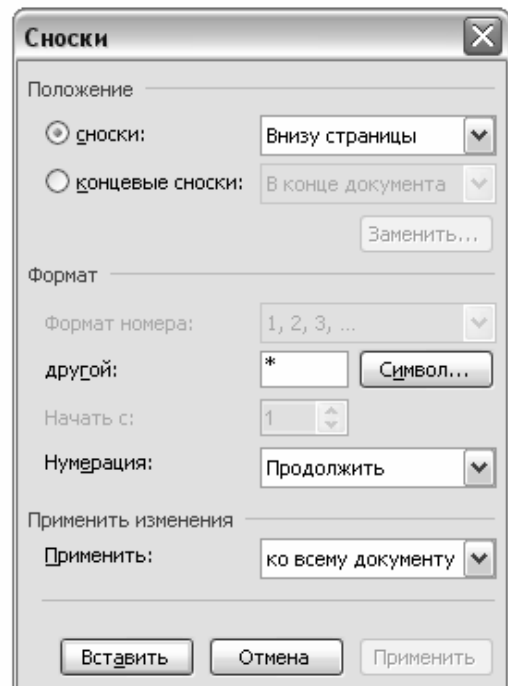 Сноски
Положение
сноски: Внизу страницы
концевые сноски: В конце документа
Заменить...
Формат
Формат номера: 1, 2, 3, ...
другой: * Символ...
Начать с: 1
Нумерация: Продолжить
Применить изменения
Применить: ко всему документу
Вставить Отмена Применить